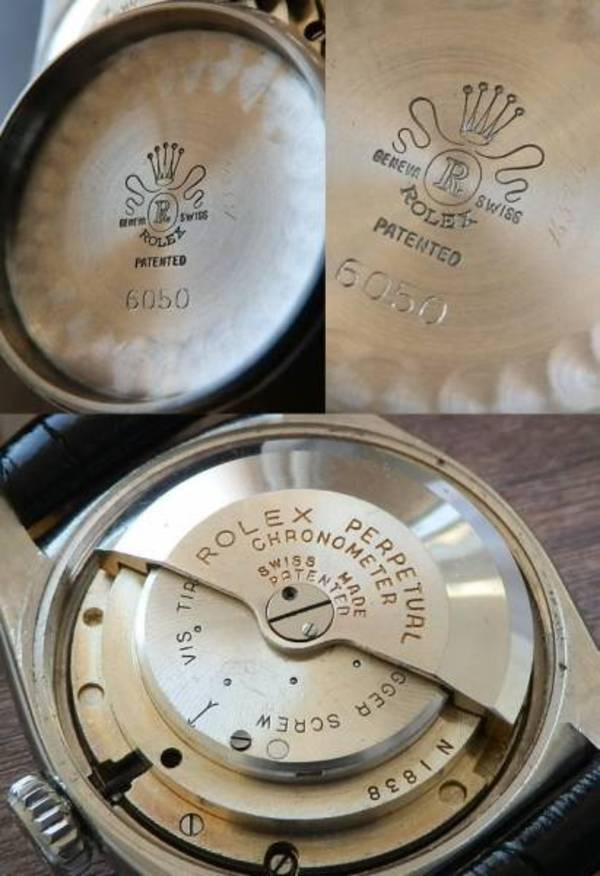 R
GENEVA SWISS
ROLEX
PATENTED
6050
R
GENEVA SWISS
ROLEX
PATENTED
6050
ROLEX PERPETUAL
CHRONOMETER
SWISS MADE
PATENTED
VIS. TIR
GGER SCREW
N1838